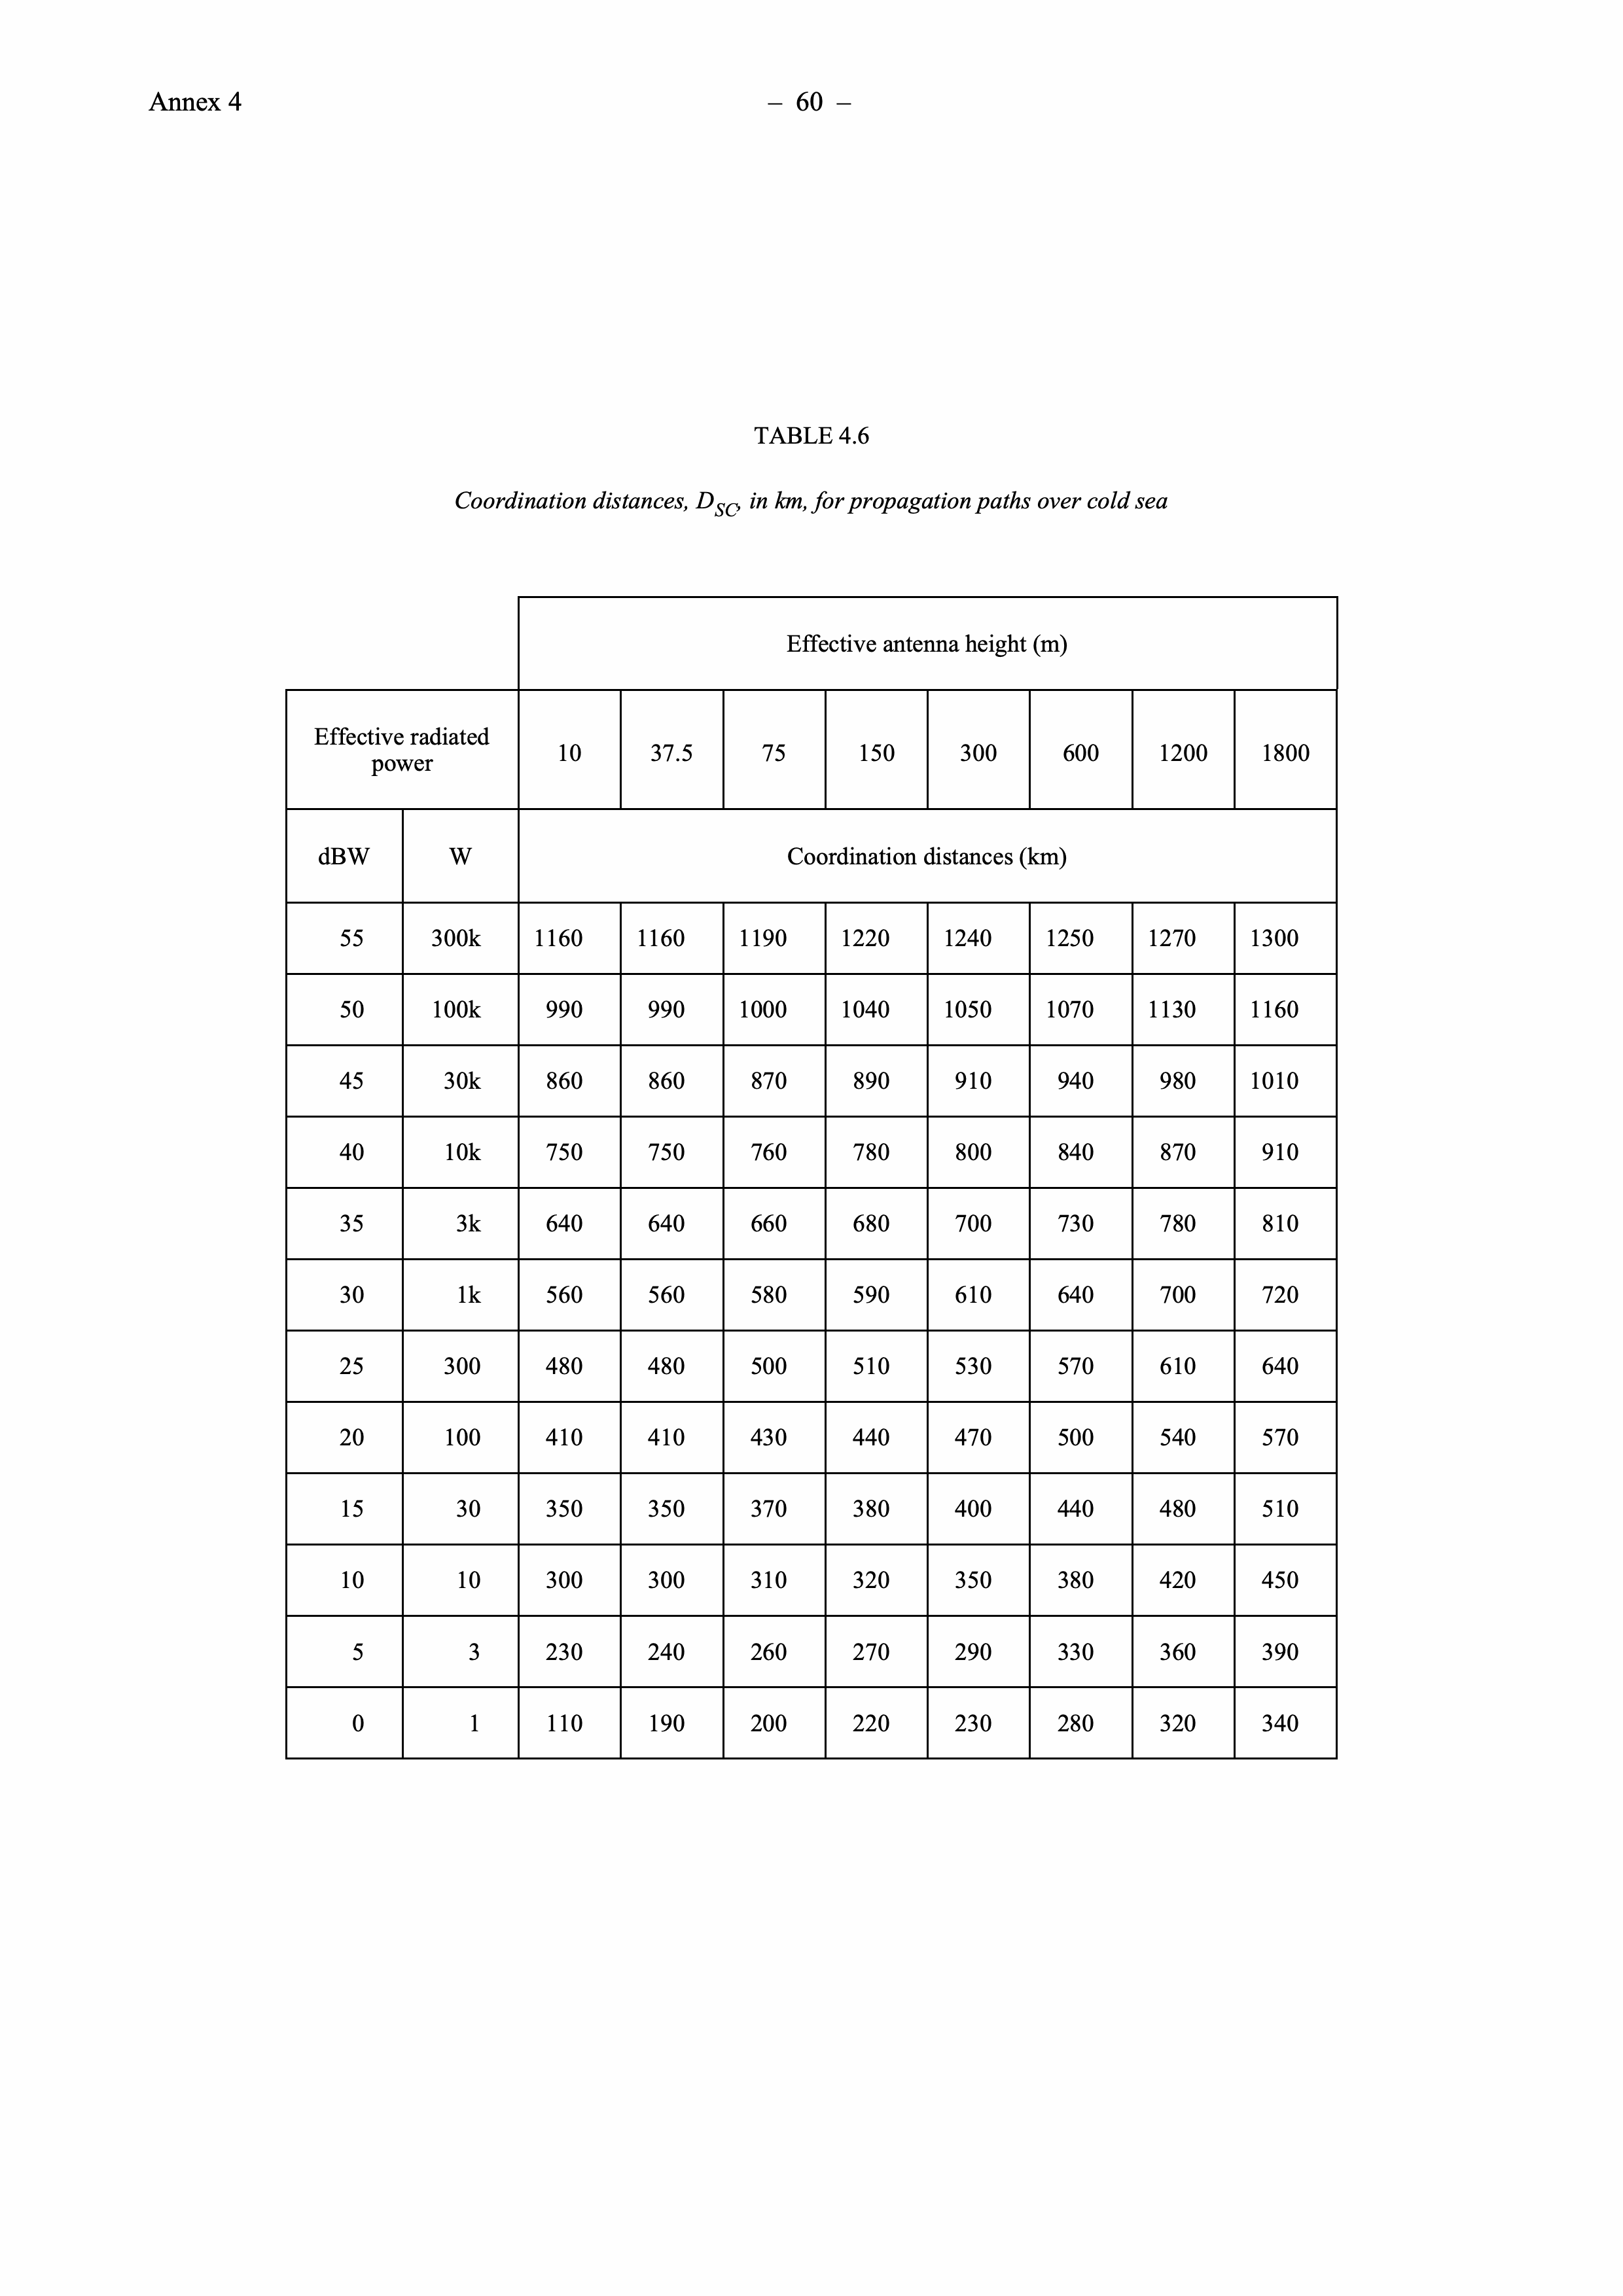 Annex 4
– 60 –
TABLE 4.6
Coordination distances, D_SC, in km, for propagation paths over cold sea
Effective antenna height (m)
Effective radiated
power
10 37.5 75 150 300 600 1200 1800
dBW W Coordination distances (km)
55 300k 1160 1160 1190 1220 1240 1250 1270 1300
50 100k 990 990 1000 1040 1050 1070 1130 1160
45 30k 860 860 870 890 910 940 980 1010
40 10k 750 750 760 780 800 840 870 910
35 3k 640 640 660 680 700 730 780 810
30 1k 560 560 580 590 610 640 700 720
25 300 480 480 500 510 530 570 610 640
20 100 410 410 430 440 470 500 540 570
15 30 350 350 370 380 400 440 480 510
10 10 300 300 310 320 350 380 420 450
5 3 230 240 260 270 290 330 360 390
0 1 110 190 200 220 230 280 320 340